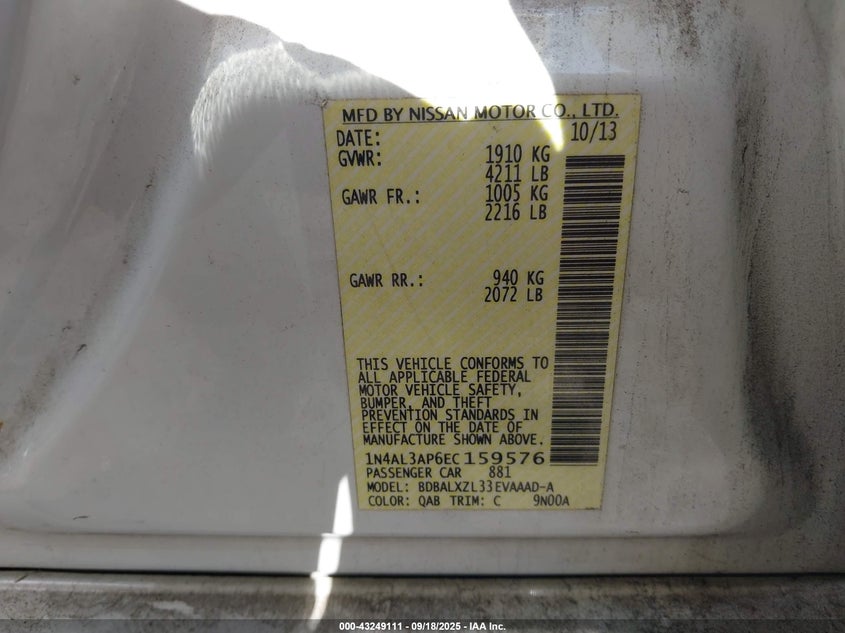 MFD BY NISSAN MOTOR CO., LTD.
DATE: 10/13
GVWR: 1910 KG
4211 LB
GAWR FR.: 1005 KG
2216 LB
GAWR RR.: 940 KG
2072 LB
THIS VEHICLE CONFORMS TO
ALL APPLICABLE FEDERAL
MOTOR VEHICLE SAFETY,
BUMPER, AND THEFT
PREVENTION STANDARDS IN
EFFECT ON THE DATE OF
MANUFACTURE SHOWN ABOVE.
1N4AL3AP6EC159576
PASSENGER CAR 881
MODEL: BDBALXZL33EVAAAD-A
COLOR: QAB TRIM: C 9N00A
000-43249111 - 09/18/2025 - IAA Inc.